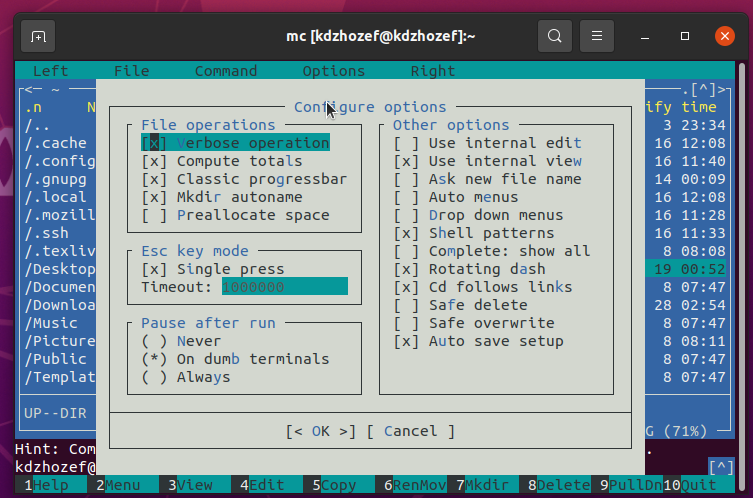 mc [kdzhozef@kdzhozef]:~
Left File Command Options Right
<─ ~ .[^]>
.n N ify time
Configure options
/.. 3 23:34
File operations Other options
/.cache [x] Verbose operation [ ] Use internal edit 16 12:08
/.config [x] Compute totals [x] Use internal view 16 11:40
/.gnupg [x] Classic progressbar [ ] Ask new file name 14 00:09
/.local [x] Mkdir autoname [ ] Auto menus 16 12:08
/.mozill [ ] Preallocate space [ ] Drop down menus 16 11:28
/.ssh [x] Shell patterns 16 11:33
/.texliv Esc key mode [ ] Complete: show all 8 08:08
/Desktop [x] Single press [x] Rotating dash 19 00:52
/Documen Timeout: 1000000 [x] Cd follows links 8 07:47
/Downloa [ ] Safe delete 28 02:54
/Music Pause after run [ ] Safe overwrite 8 07:47
/Picture ( ) Never [x] Auto save setup 8 08:11
/Public (*) On dumb terminals 8 07:47
/Templat ( ) Always 8 07:47
UP--DIR
[< OK >] [ Cancel ] G (71%)
Hint: Com .
kdzhozef@ [^]
1Help 2Menu 3View 4Edit 5Copy 6RenMov 7Mkdir 8Delete 9PullDn 10Quit